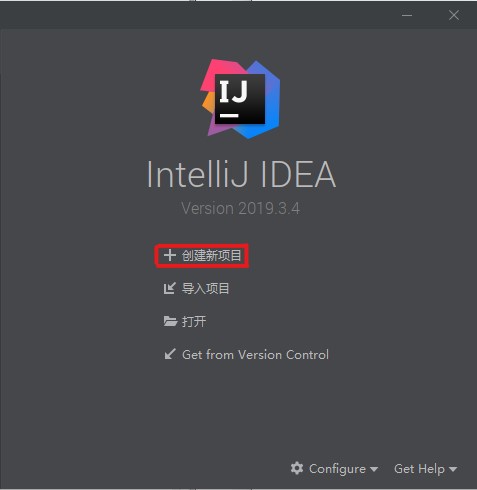 IJ
IntelliJ IDEA
Version 2019.3.4
创建新项目
导入项目
打开
Get from Version Control
Configure
Get Help